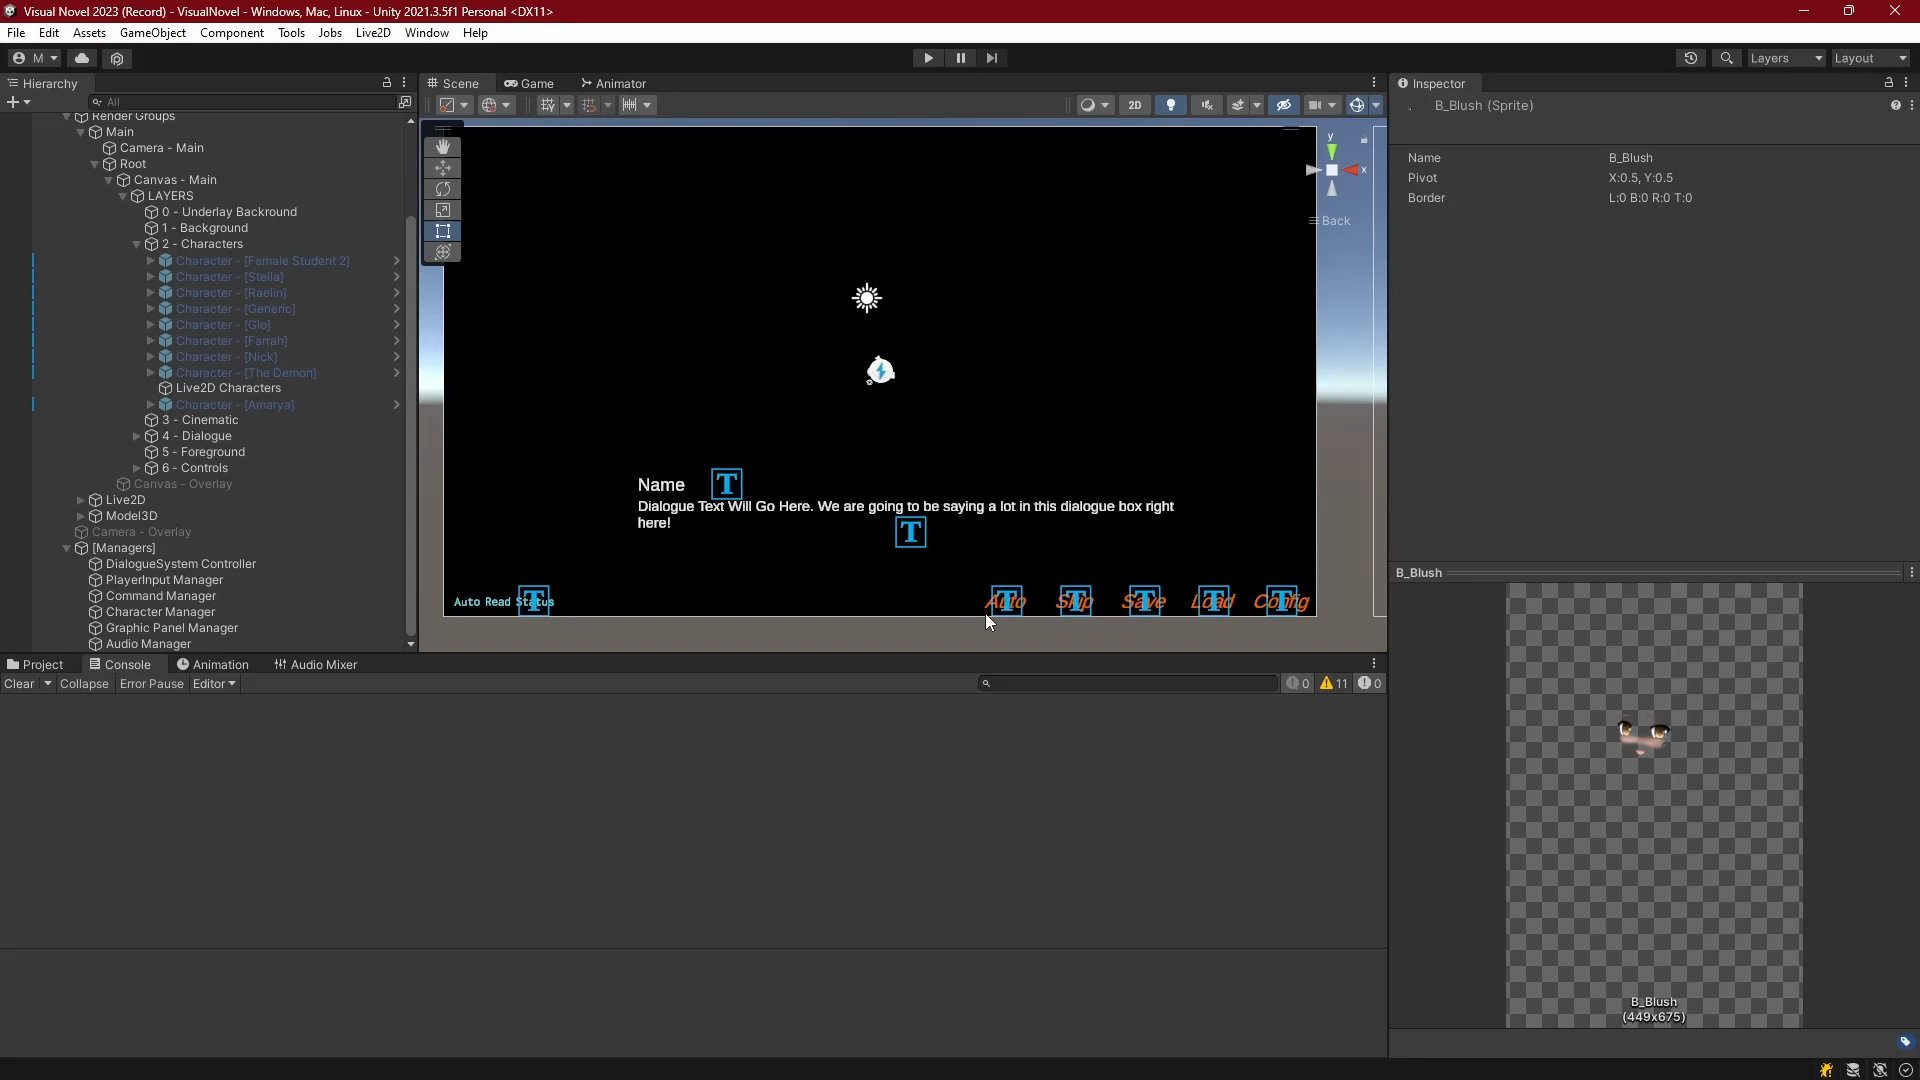 Visual Novel 2023 (Record) - VisualNovel - Windows, Mac, Linux - Unity 2021.3.5f1 Personal <DX11>
File Edit Assets GameObject Component Tools Jobs Live2D Window Help
M Layers Layout
Hierarchy
All
Render Groups
Main
Camera - Main
Root
Canvas - Main
LAYERS
0 - Underlay Backround
1 - Background
2 - Characters
Character - [Female Student 2]
Character - [Stella]
Character - [Raelin]
Character - [Generic]
Character - [Glo]
Character - [Farrah]
Character - [Nick]
Character - [The Demon]
Live2D Characters
Character - [Amarya]
3 - Cinematic
4 - Dialogue
5 - Foreground
6 - Controls
Canvas - Overlay
Live2D
Model3D
Camera - Overlay
[Managers]
DialogueSystem Controller
PlayerInput Manager
Command Manager
Character Manager
Graphic Panel Manager
Audio Manager
Scene Game Animator
2D
y
x
Back
Name
Dialogue Text Will Go Here. We are going to be saying a lot in this dialogue box right
here!
Auto Read Status
Auto Skip Save Load Config
Inspector
B_Blush (Sprite)
Name B_Blush
Pivot X:0.5, Y:0.5
Border L:0 B:0 R:0 T:0
B_Blush
B_Blush
(449x675)
Project Console Animation Audio Mixer
Clear Collapse Error Pause Editor
0 11 0